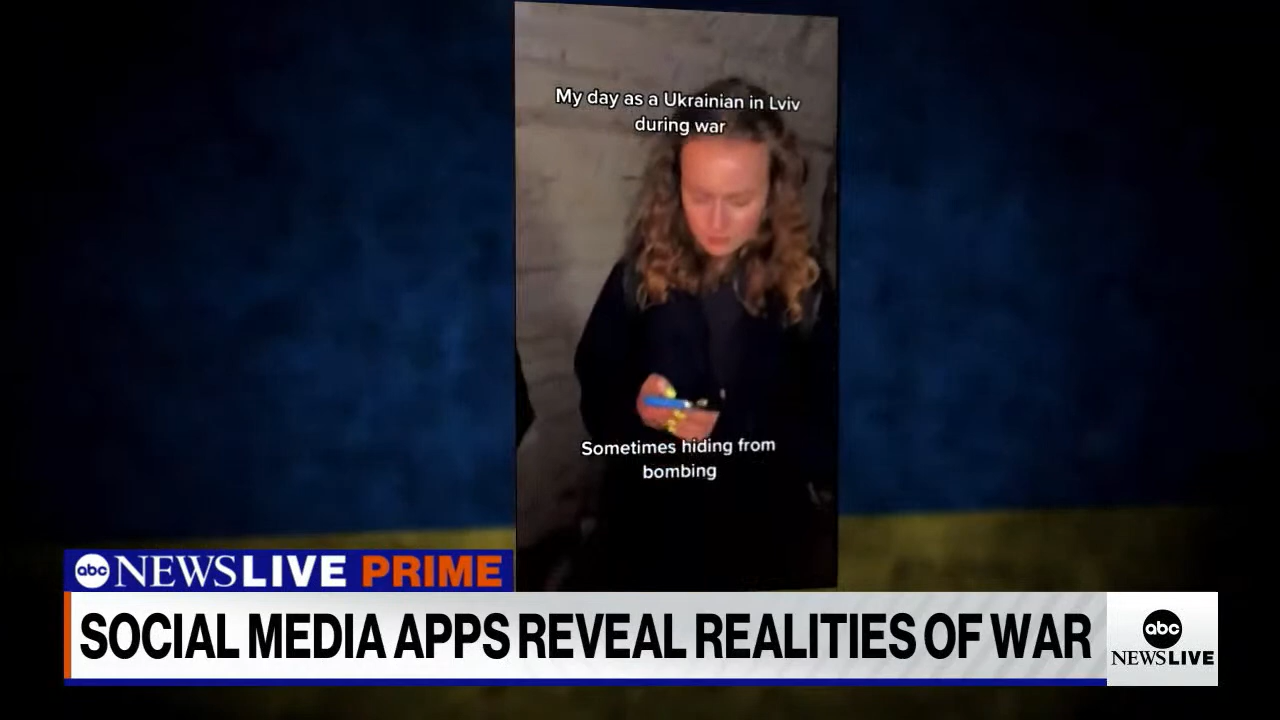 My day as a Ukrainian in Lviv
during war
Sometimes hiding from
bombing
abc NEWS LIVE PRIME
SOCIAL MEDIA APPS REVEAL REALITIES OF WAR
abc
NEWS LIVE